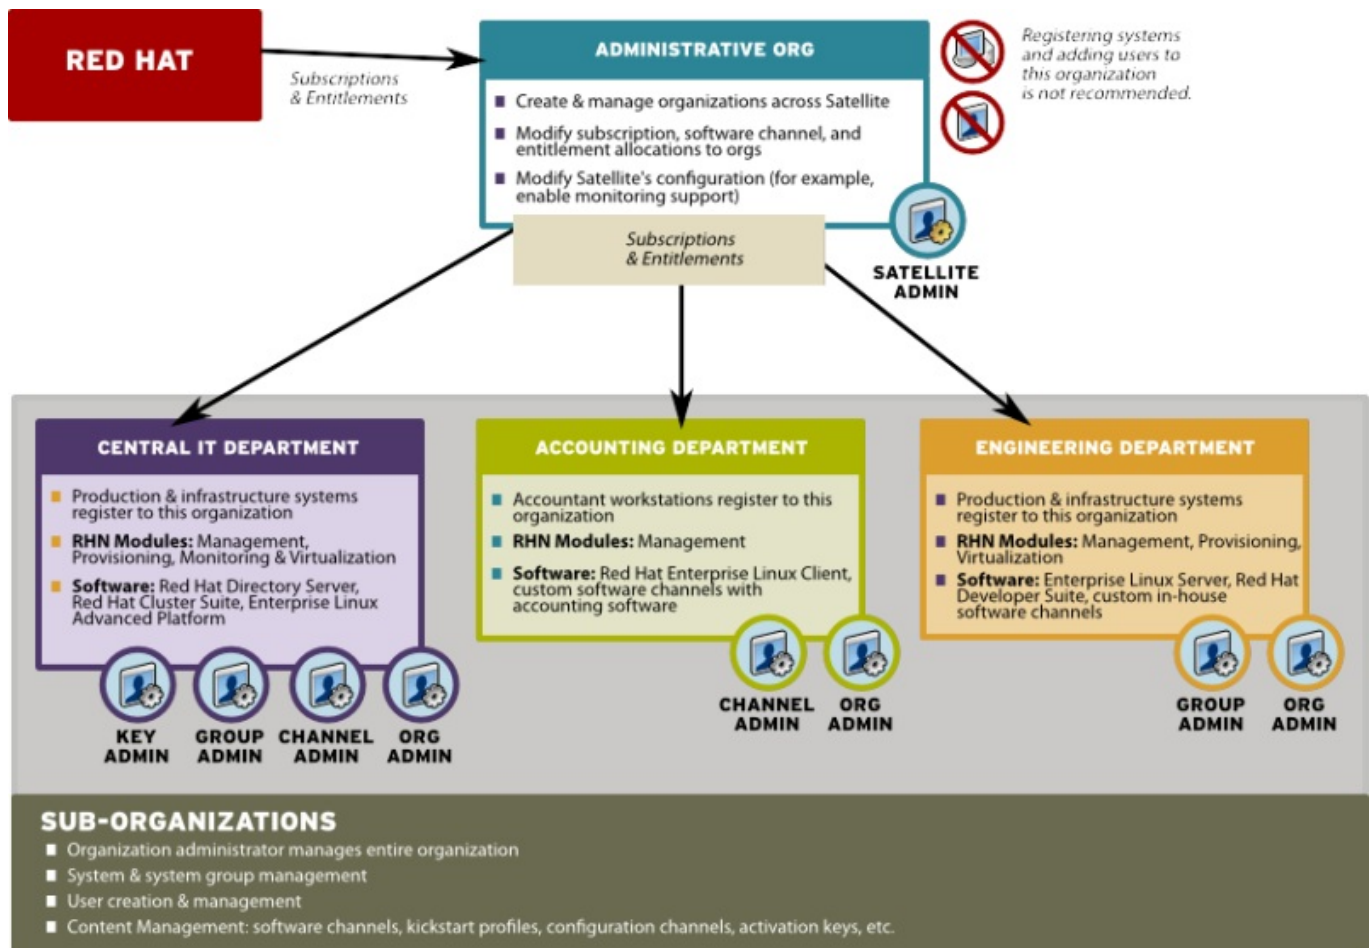 RED HAT
Subscriptions
& Entitlements
ADMINISTRATIVE ORG
Create & manage organizations across Satellite
Modify subscription, software channel, and
entitlement allocations to orgs
Modify Satellite's configuration (for example,
enable monitoring support)
Registering systems
and adding users to
this organization
is not recommended.
SATELLITE
ADMIN
Subscriptions
& Entitlements
CENTRAL IT DEPARTMENT
Production & infrastructure systems
register to this organization
RHN Modules: Management,
Provisioning, Monitoring & Virtualization
Software: Red Hat Directory Server,
Red Hat Cluster Suite, Enterprise Linux
Advanced Platform
KEY
ADMIN
GROUP
ADMIN
CHANNEL
ADMIN
ORG
ADMIN
ACCOUNTING DEPARTMENT
Accountant workstations register to this
organization
RHN Modules: Management
Software: Red Hat Enterprise Linux Client,
custom software channels with
accounting software
CHANNEL
ADMIN
ORG
ADMIN
ENGINEERING DEPARTMENT
Production & infrastructure systems
register to this organization
RHN Modules: Management, Provisioning,
Virtualization
Software: Enterprise Linux Server, Red Hat
Developer Suite, custom in-house
software channels
GROUP
ADMIN
ORG
ADMIN
SUB-ORGANIZATIONS
Organization administrator manages entire organization
System & system group management
User creation & management
Content Management: software channels, kickstart profiles, configuration channels, activation keys, etc.